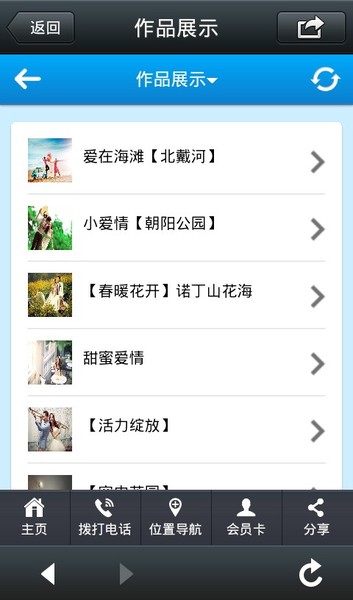 返回
作品展示
作品展示
爱在海滩【北戴河】
小爱情【朝阳公园】
【春暖花开】诺丁山花海
甜蜜爱情
【活力绽放】
主页
拨打电话
位置导航
会员卡
分享